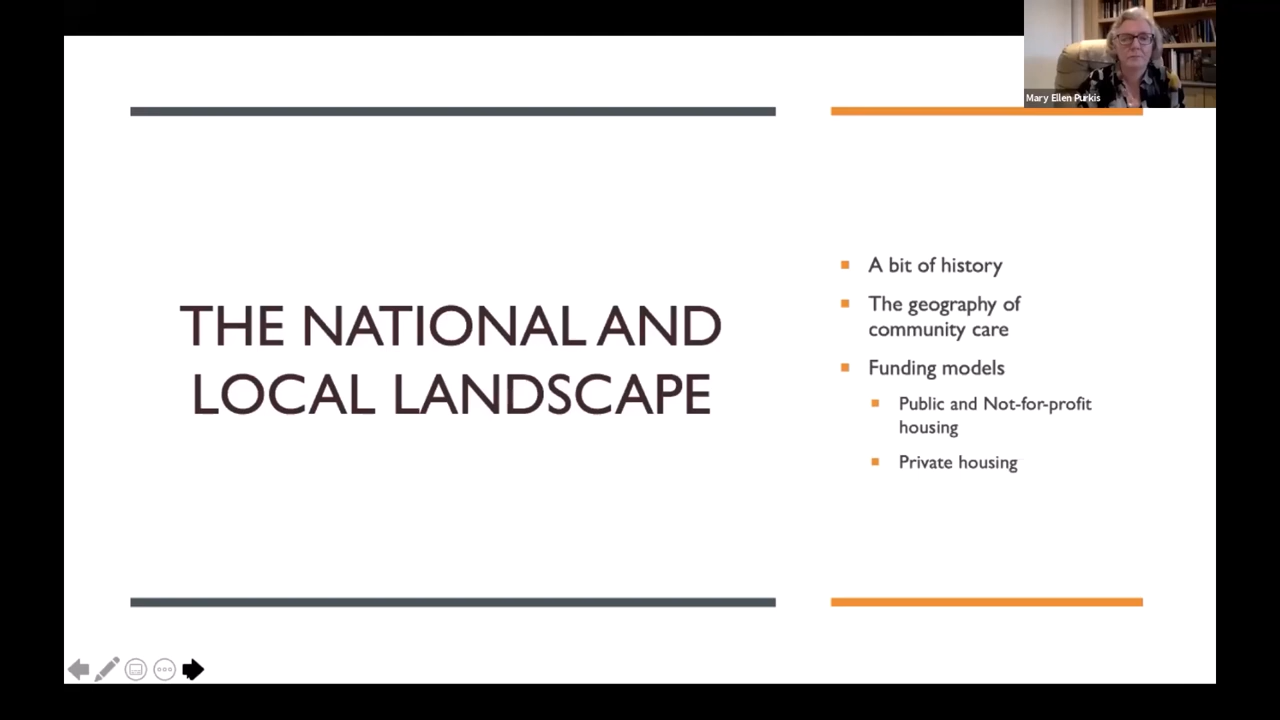 Mary Ellen Purkis
THE NATIONAL AND
LOCAL LANDSCAPE
A bit of history
The geography of
community care
Funding models
Public and Not-for-profit
housing
Private housing